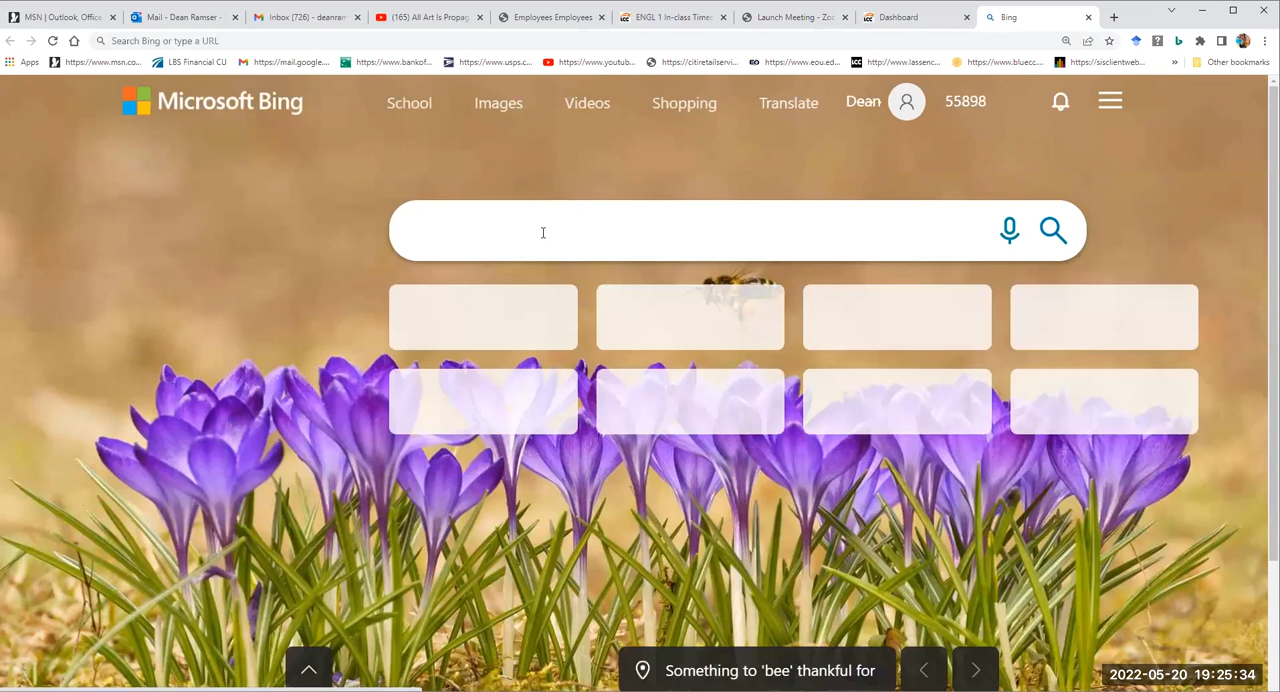 MSN | Outlook, Office
Mail - Dean Ramser -
Inbox (726) - deanram
(165) All Art Is Propag
Employees Employees
ENGL 1 In-class Time:
Launch Meeting - Zoo
Dashboard
Bing
Search Bing or type a URL
Apps
https://www.msn.co...
LBS Financial CU
https://mail.google....
https://www.bankof...
https://www.usps.c...
https://www.youtub...
https://citiretailservi...
https://www.eou.ed...
http://www.lassenc...
https://www.bluecc...
https://sisclientweb...
»
Other bookmarks
Microsoft Bing
School
Images
Videos
Shopping
Translate
Dean
55898
Something to 'bee' thankful for
2022-05-20 19:25:34